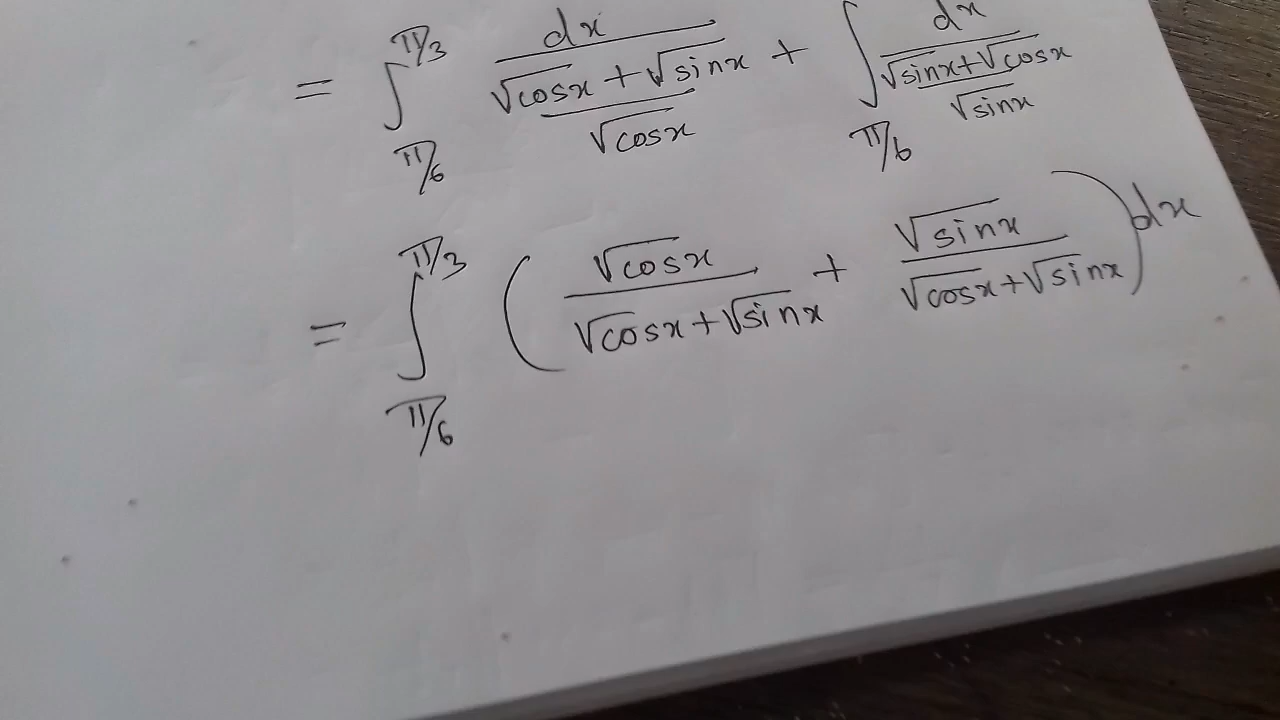 = ∫_{π/6}^{π/3} dx / ((√cosx + √sinx) / √cosx) + ∫_{π/6} dx / ((√sinx + √cosx) / √sinx)
= ∫_{π/6}^{π/3} ( √cosx / (√cosx + √sinx) + √sinx / (√cosx + √sinx) ) dx